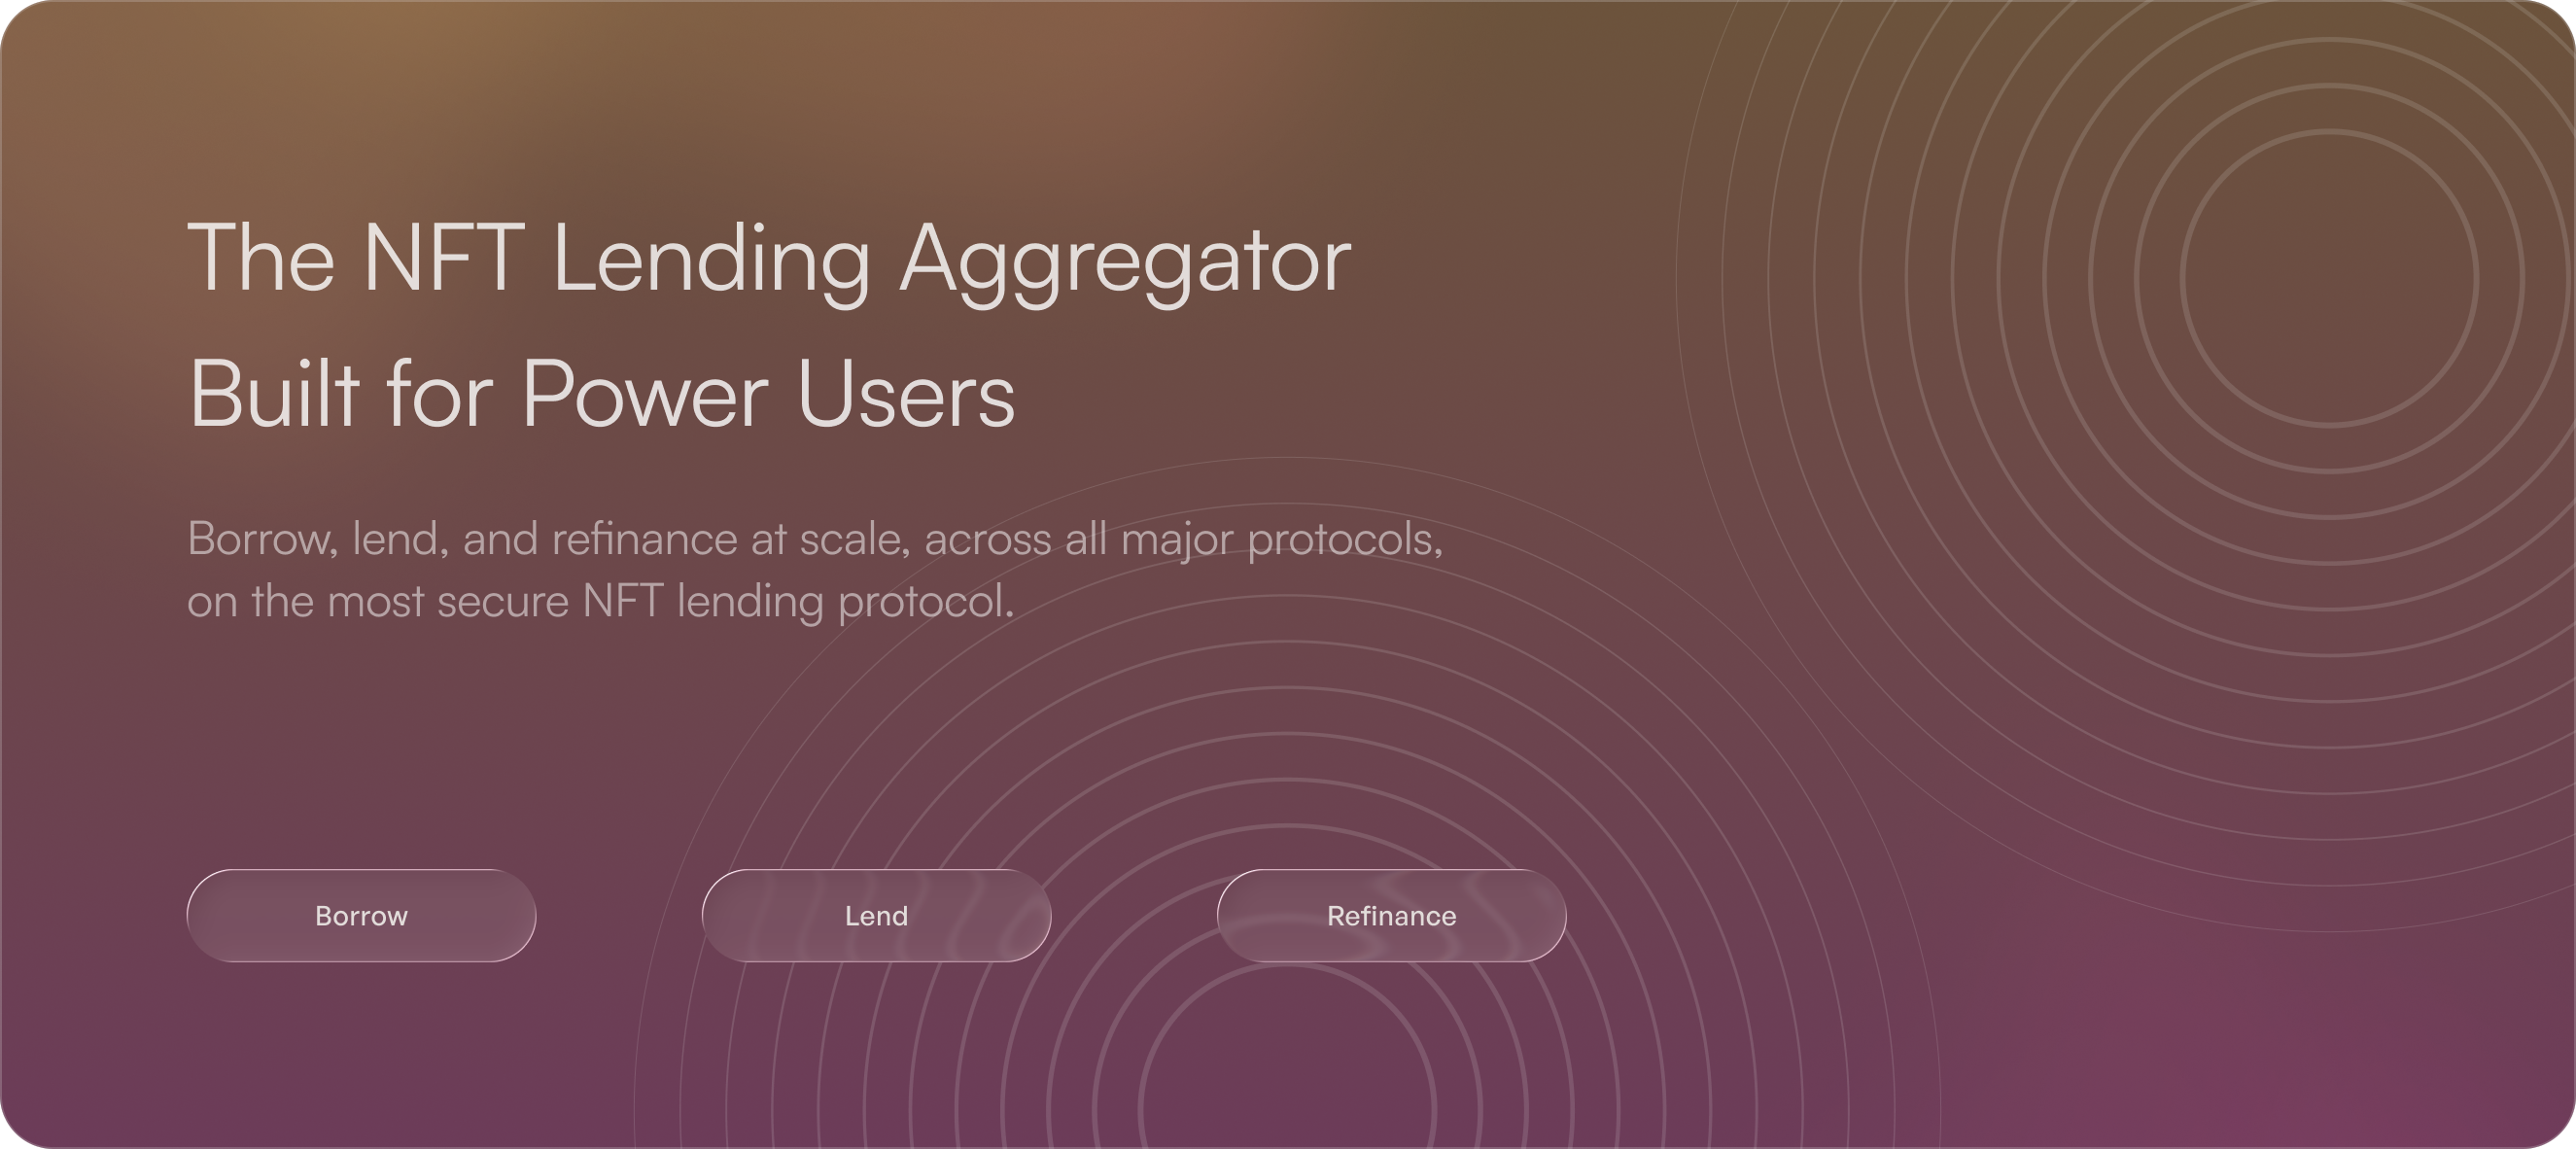 The NFT Lending Aggregator
Built for Power Users
Borrow, lend, and refinance at scale, across all major protocols,
on the most secure NFT lending protocol.
Borrow
Lend
Refinance